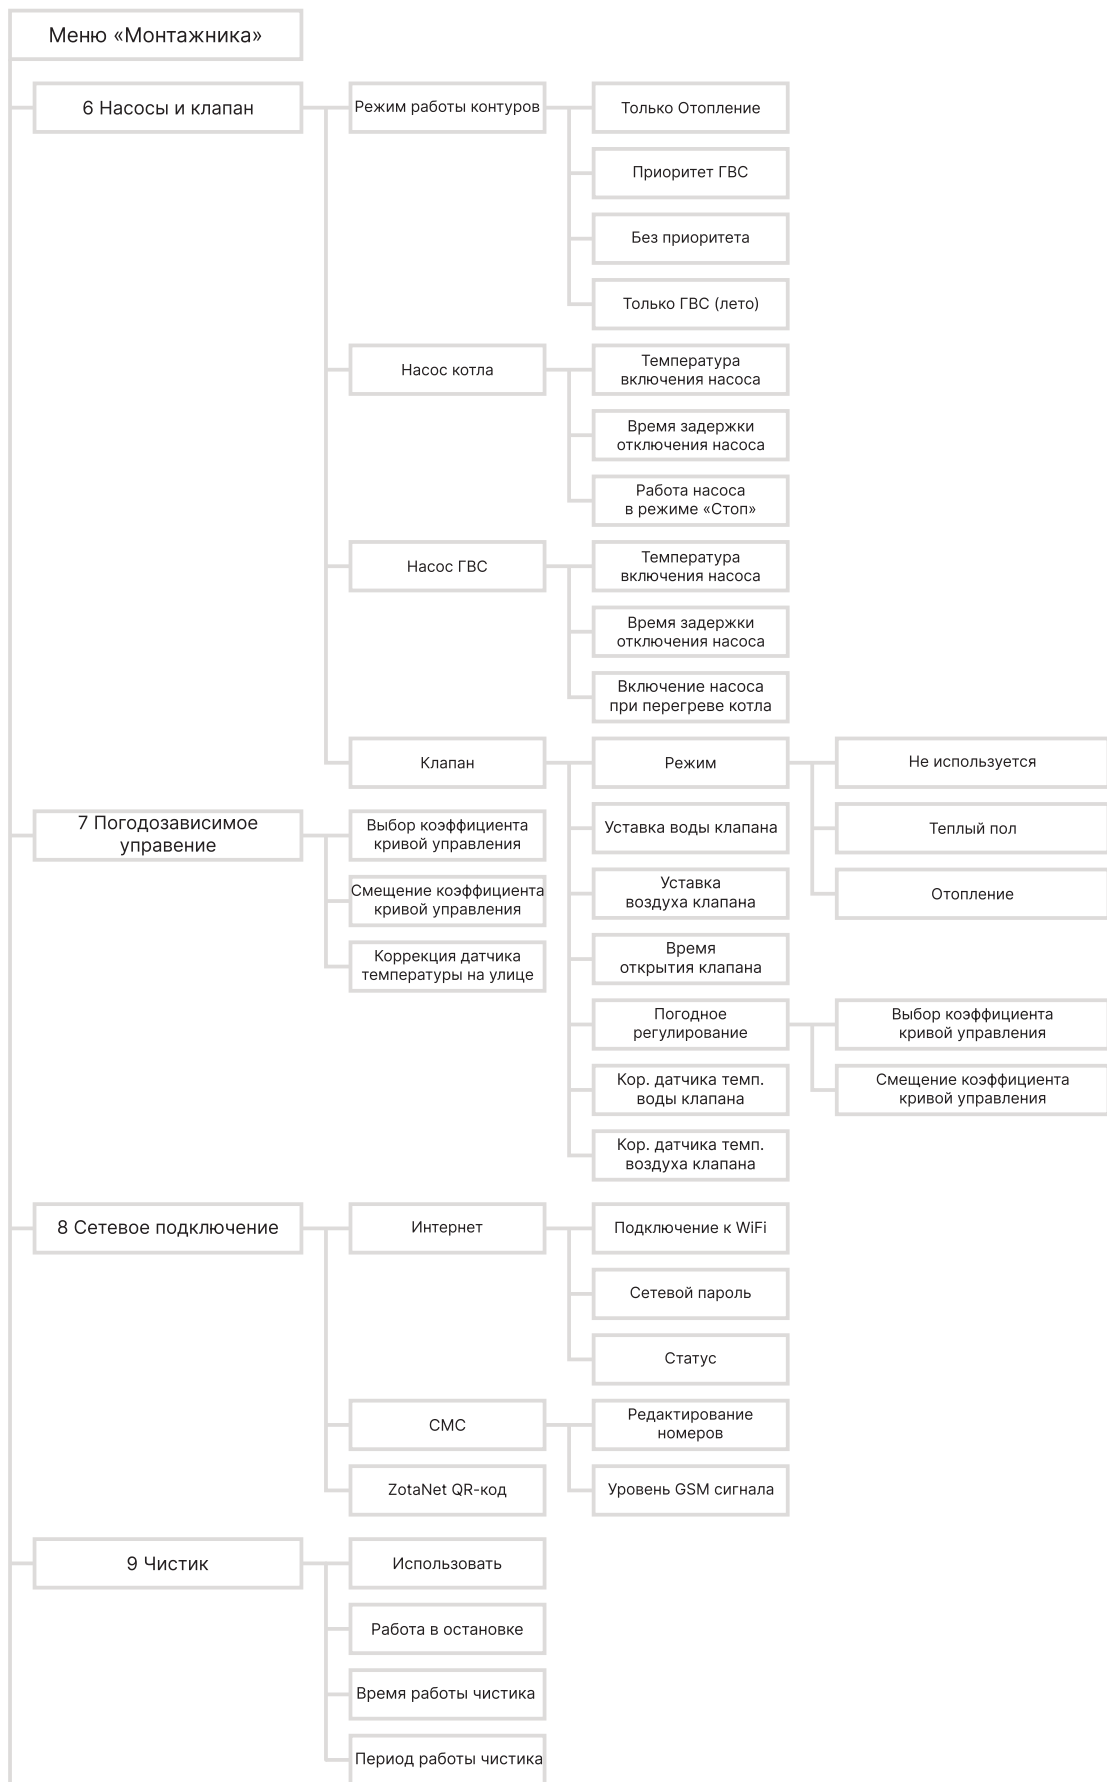 Меню «Монтажника»
6 Насосы и клапан
Режим работы контуров
Только Отопление
Приоритет ГВС
Без приоритета
Только ГВС (лето)
Насос котла
Температура
включения насоса
Время задержки
отключения насоса
Работа насоса
в режиме «Стоп»
Насос ГВС
Температура
включения насоса
Время задержки
отключения насоса
Включение насоса
при перегреве котла
Клапан
Режим
Не используется
Теплый пол
Отопление
Уставка воды клапана
Уставка
воздуха клапана
Время
открытия клапана
Погодное
регулирование
Выбор коэффициента
кривой управления
Смещение коэффициента
кривой управления
Кор. датчика темп.
воды клапана
Кор. датчика темп.
воздуха клапана
7 Погодозависимое
управение
Выбор коэффициента
кривой управления
Смещение коэффициента
кривой управления
Коррекция датчика
температуры на улице
8 Сетевое подключение
Интернет
Подключение к WiFi
Сетевой пароль
Статус
СМС
Редактирование
номеров
Уровень GSM сигнала
ZotaNet QR-код
9 Чистик
Использовать
Работа в остановке
Время работы чистика
Период работы чистика